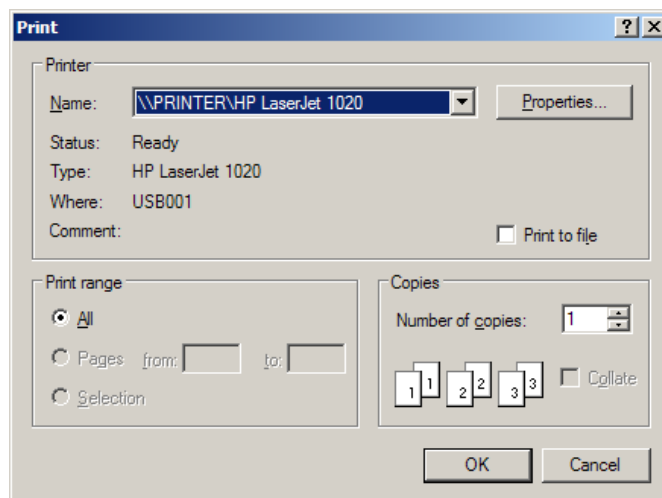 Print
Printer
Name: \\PRINTER\HP LaserJet 1020 Properties...
Status: Ready
Type: HP LaserJet 1020
Where: USB001
Comment:
Print to file
Print range
All
Pages from: to:
Selection
Copies
Number of copies: 1
1 1 2 2 3 3
Collate
OK Cancel